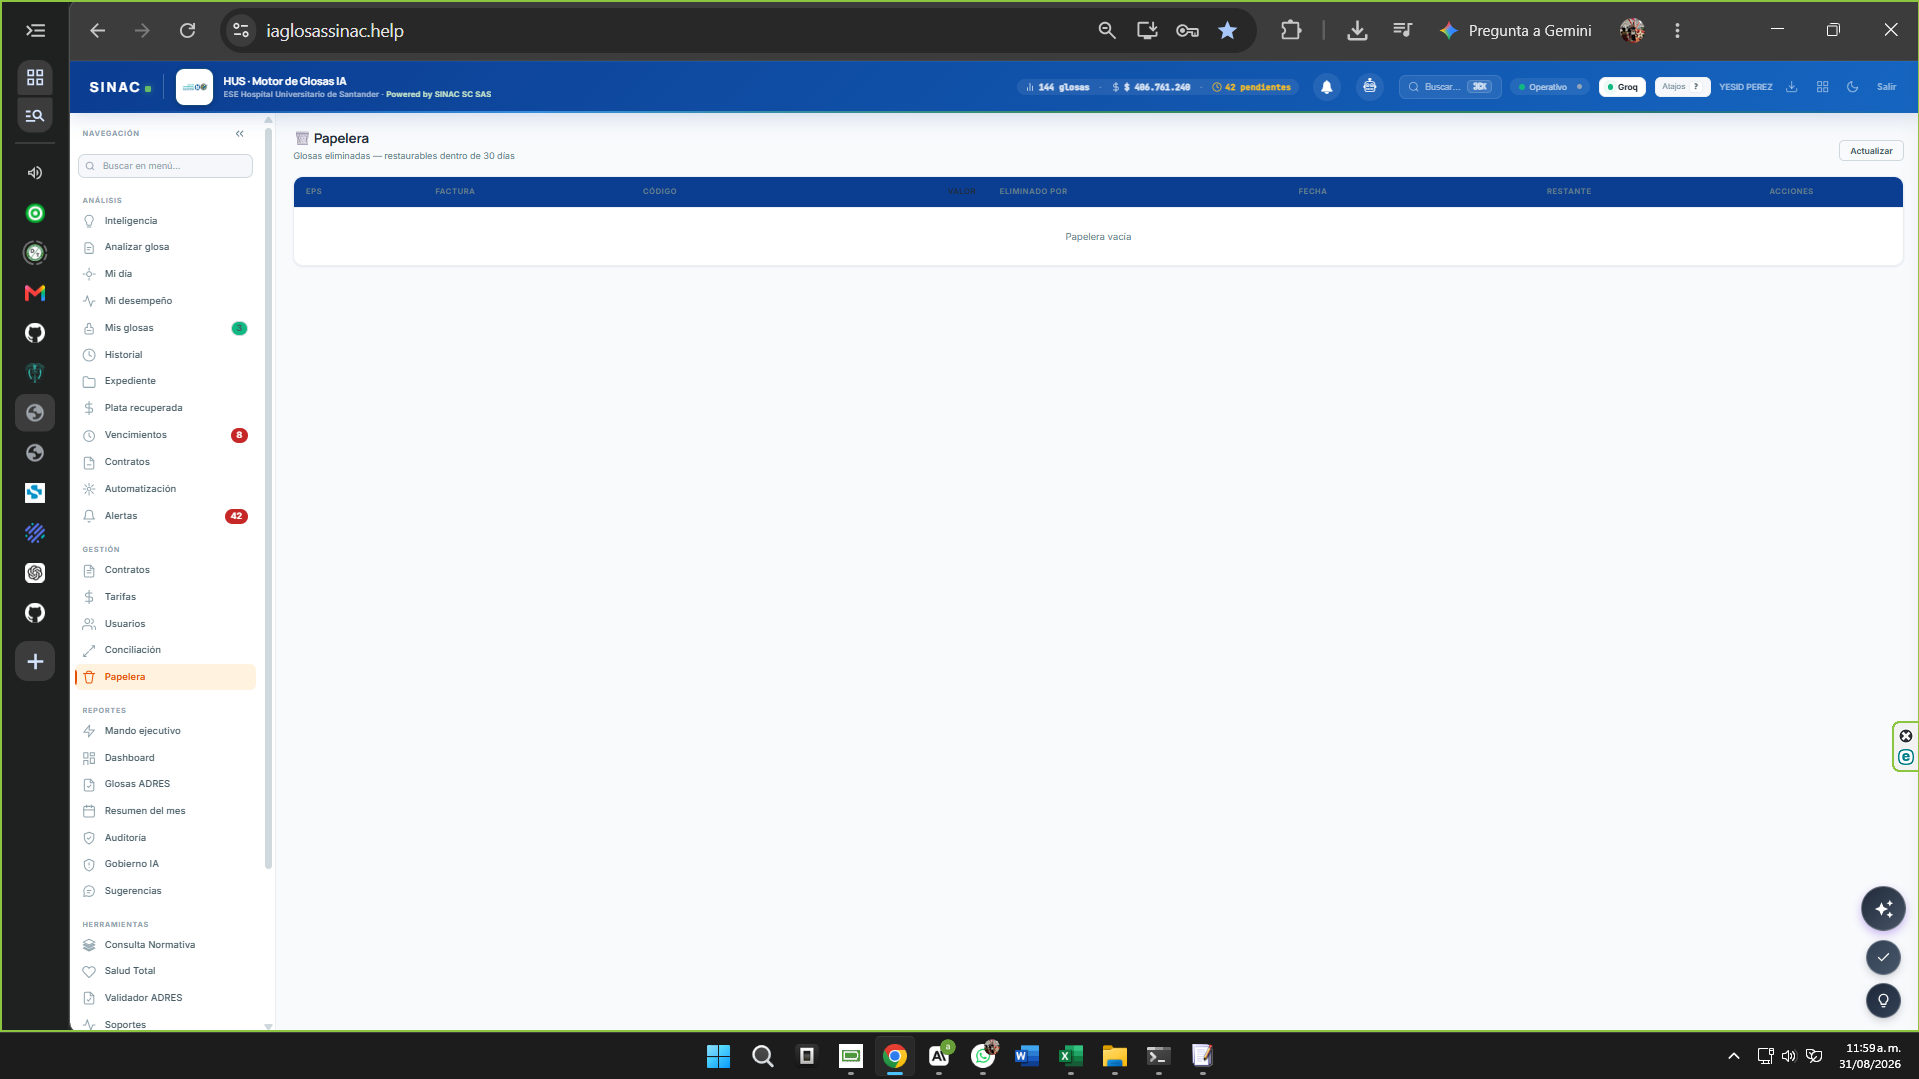 iaglosassinac.help
Pregunta a Gemini
SINAC
HUS · Motor de Glosas IA
ESE Hospital Universitario de Santander · Powered by SINAC SC SAS
144 glosas · $ $ 406.761.240 · 42 pendientes
Buscar... ⌘K
Operativo
Groq
Atajos ?
YESID PEREZ
Salir
NAVEGACIÓN
Buscar en menú...
ANÁLISIS
Inteligencia
Analizar glosa
Mi día
Mi desempeño
Mis glosas 3
Historial
Expediente
Plata recuperada
Vencimientos 8
Contratos
Automatización
Alertas 42
GESTIÓN
Contratos
Tarifas
Usuarios
Conciliación
Papelera
REPORTES
Mando ejecutivo
Dashboard
Glosas ADRES
Resumen del mes
Auditoría
Gobierno IA
Sugerencias
HERRAMIENTAS
Consulta Normativa
Salud Total
Validador ADRES
Soportes
Papelera
Glosas eliminadas — restaurables dentro de 30 días
Actualizar
EPS FACTURA CÓDIGO VALOR ELIMINADO POR FECHA RESTANTE ACCIONES
Papelera vacía
11:59 a. m.
31/08/2026